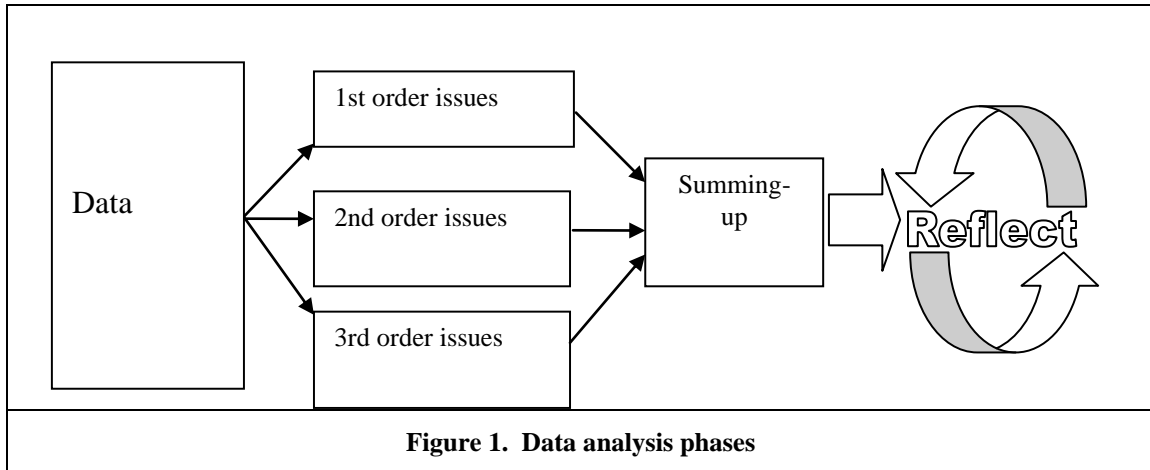 Data
1st order issues
2nd order issues
3rd order issues
Summing-
up
Reflect
Figure 1. Data analysis phases